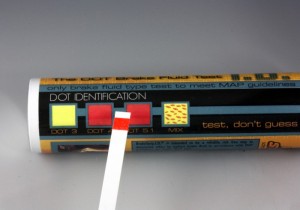 The DOT Brake Fluid Test
only brake fluid type test to meet MAP guidelines
DOT IDENTIFICATION
DOT 3 DOT 5.1 MIX
test, don't guess